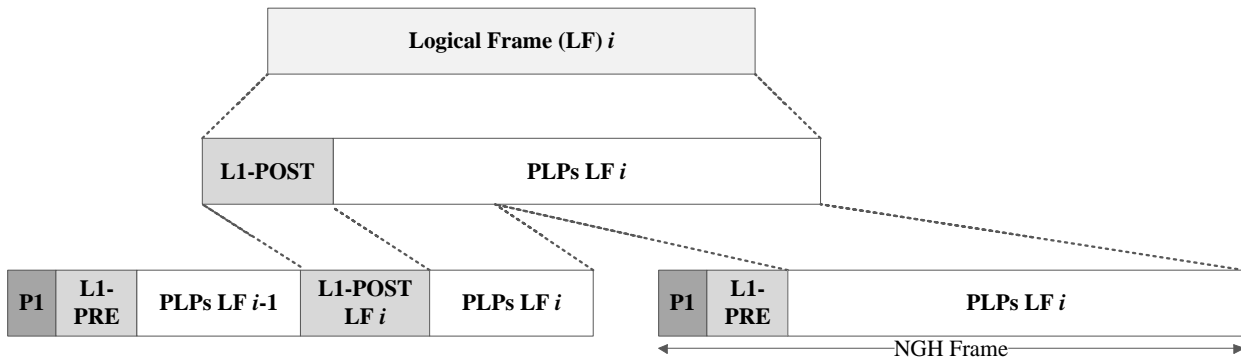 Logical Frame (LF) i
L1-POST
PLPs LF i
P1
L1-
PRE
PLPs LF i-1
L1-POST
LF i
PLPs LF i
P1
L1-
PRE
PLPs LF i
NGH Frame